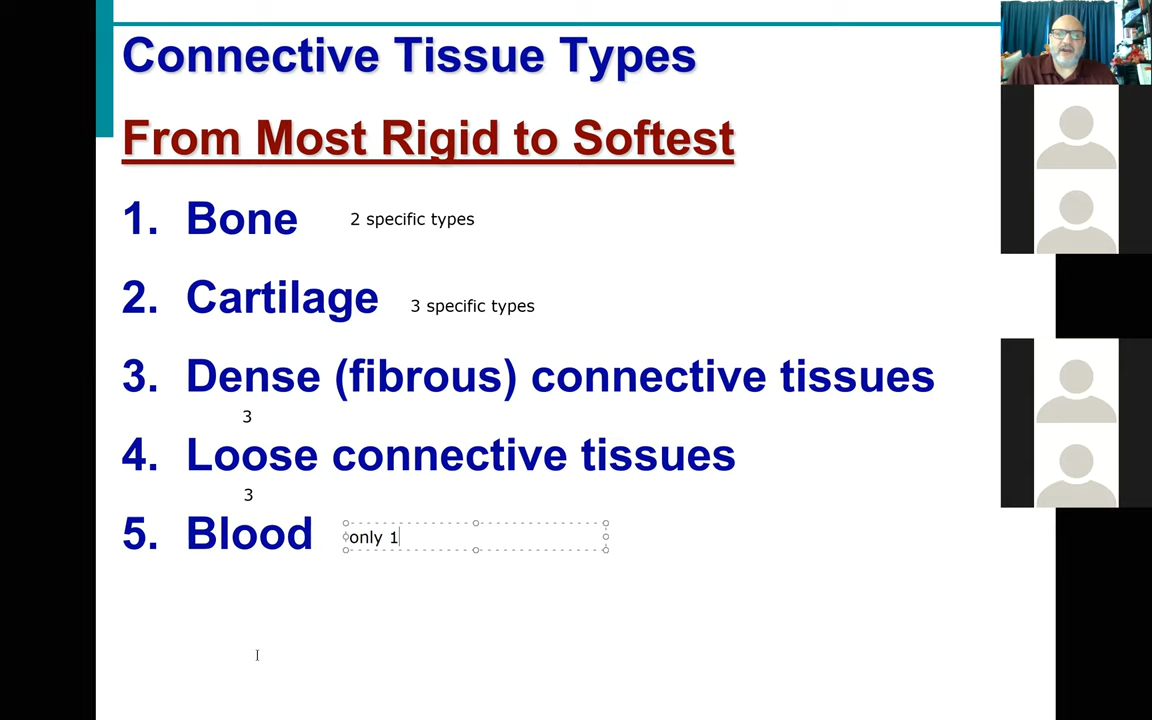 Connective Tissue Types
From Most Rigid to Softest
1. Bone 2 specific types
2. Cartilage 3 specific types
3. Dense (fibrous) connective tissues
3
4. Loose connective tissues
3
5. Blood only 1